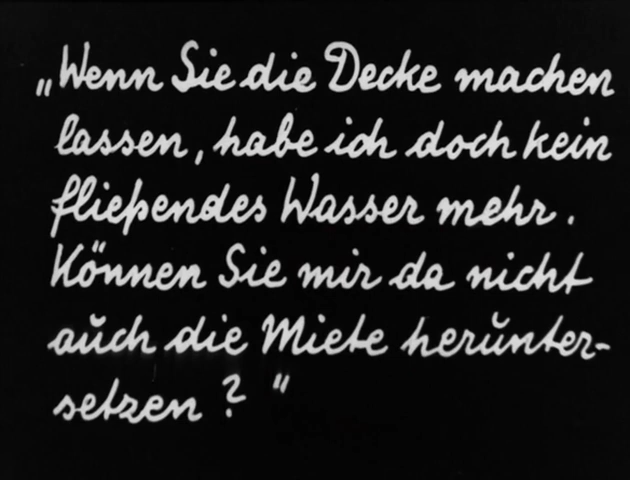 „Wenn Sie die Decke machen
lassen, habe ich doch kein
fließendes Wasser mehr.
Können Sie mir da nicht
auch die Miete herunter-
setzen? "